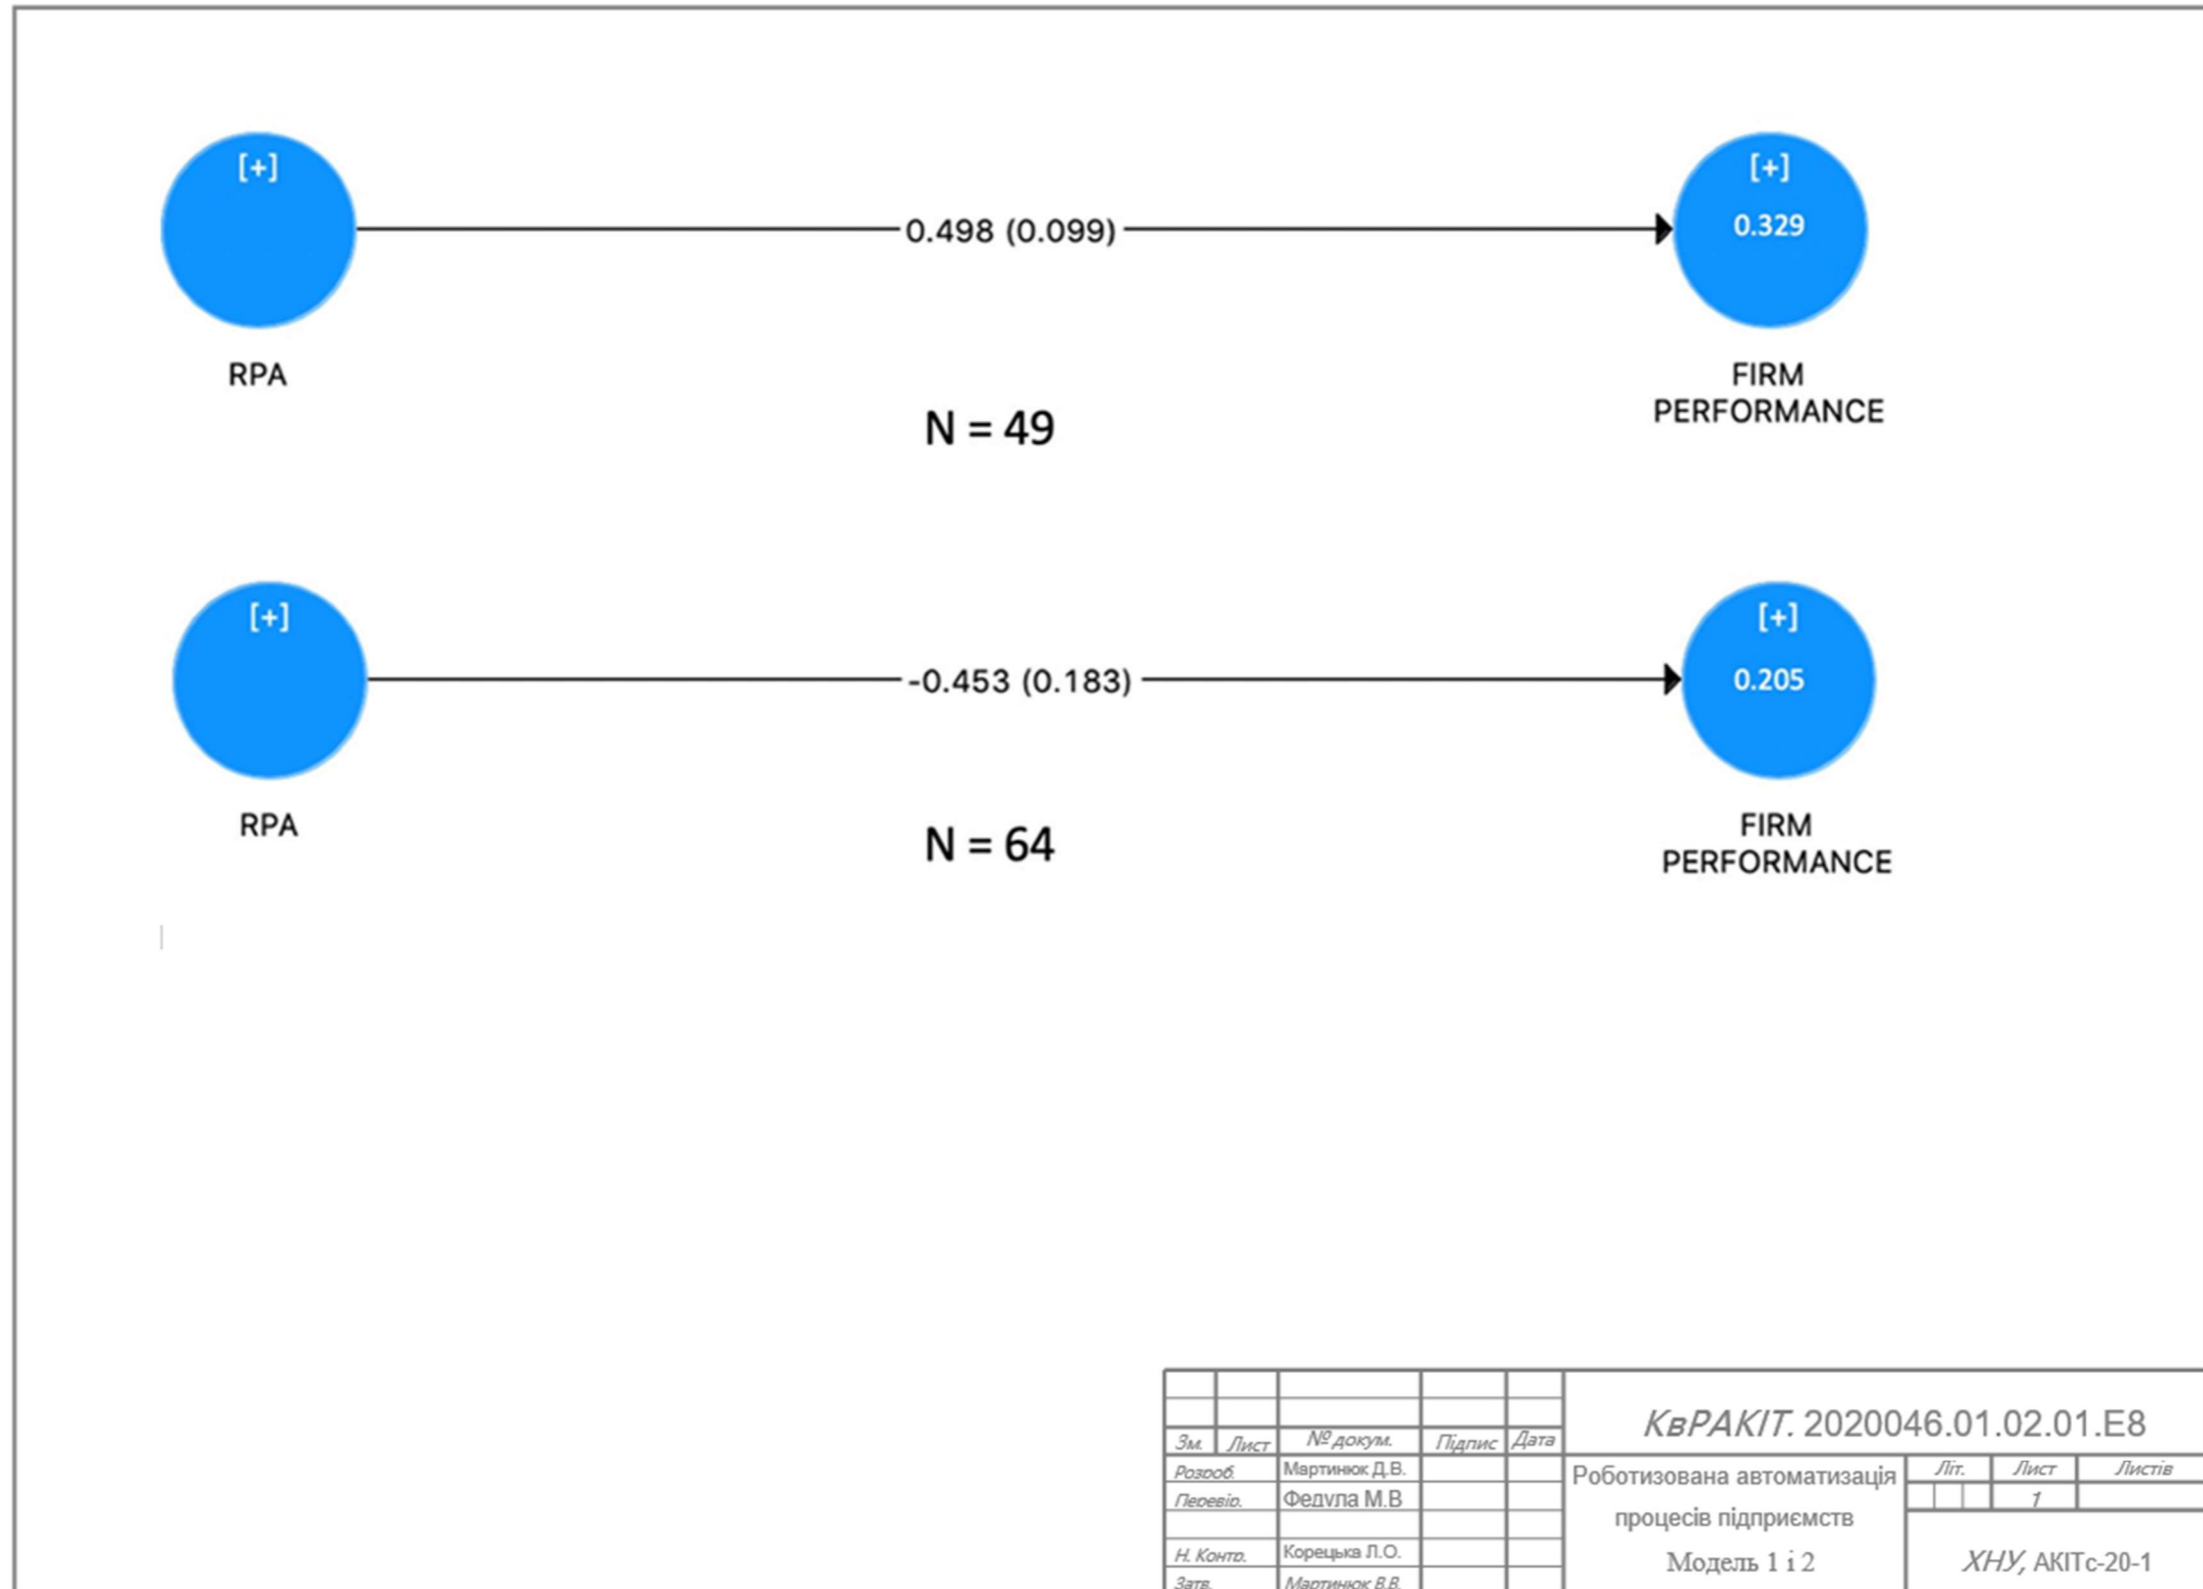 [+]
[+]
0.498 (0.099)
0.329
RPA
FIRM
PERFORMANCE
N = 49
[+]
[+]
-0.453 (0.183)
0.205
RPA
FIRM
PERFORMANCE
N = 64
КвРАКІТ. 2020046.01.02.01.Е8
Зм. Лист № докум. Підпис Дата
Розроб. Мартинюк Д.В.
Роботизована автоматизація
процесів підприємств
Модель 1 і 2
Літ. Лист Листів
1
Перевір. Федула М.В
Н. Контр. Корецька Л.О.
ХНУ, АКІТс-20-1
Затв. Мартинюк В.В.